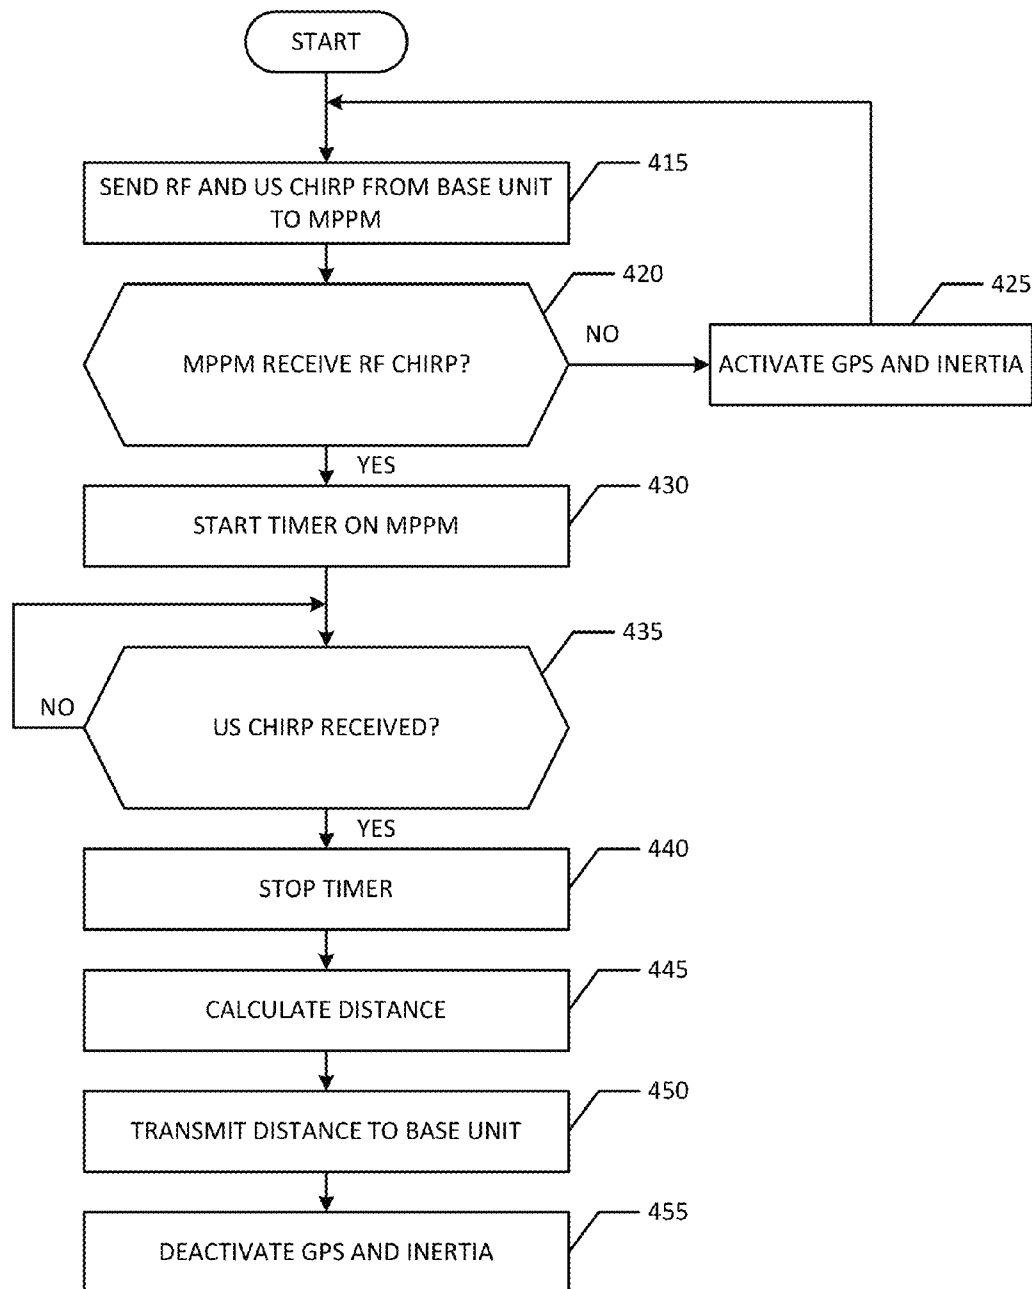 START
SEND RF AND US CHIRP FROM BASE UNIT
TO MPPM
415
420
MPPM RECEIVE RF CHIRP?
NO
425
ACTIVATE GPS AND INERTIA
YES
430
START TIMER ON MPPM
435
NO
US CHIRP RECEIVED?
YES
440
STOP TIMER
445
CALCULATE DISTANCE
450
TRANSMIT DISTANCE TO BASE UNIT
455
DEACTIVATE GPS AND INERTIA